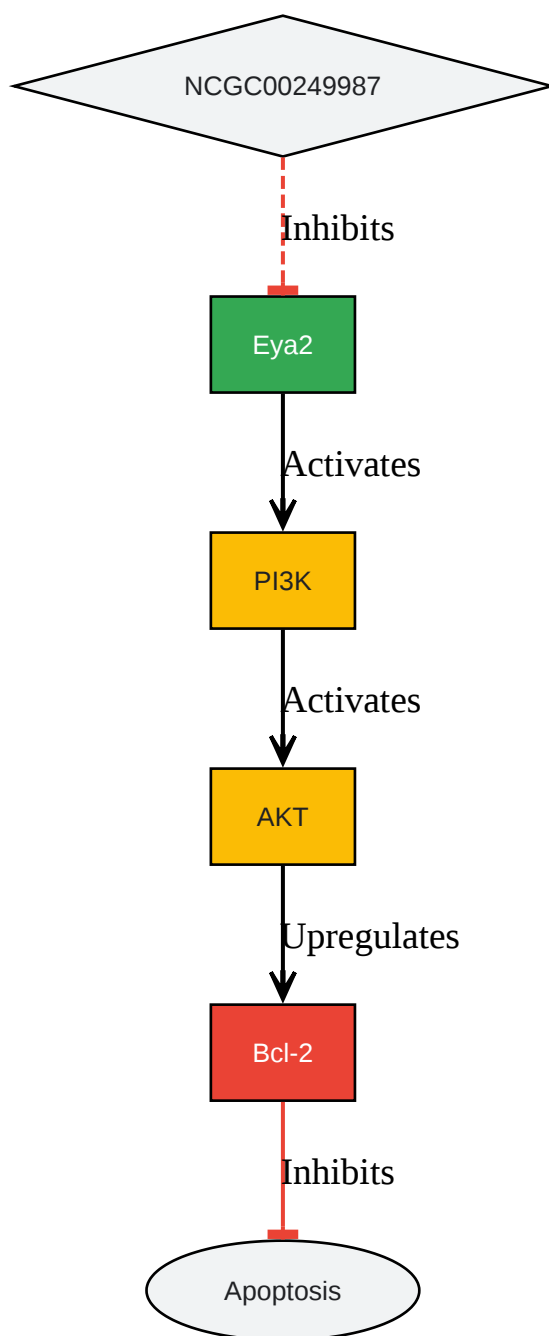 NCGC00249987
Inhibits
Eya2
Activates
PI3K
Activates
AKT
Upregulates
Bcl-2
Inhibits
Apoptosis